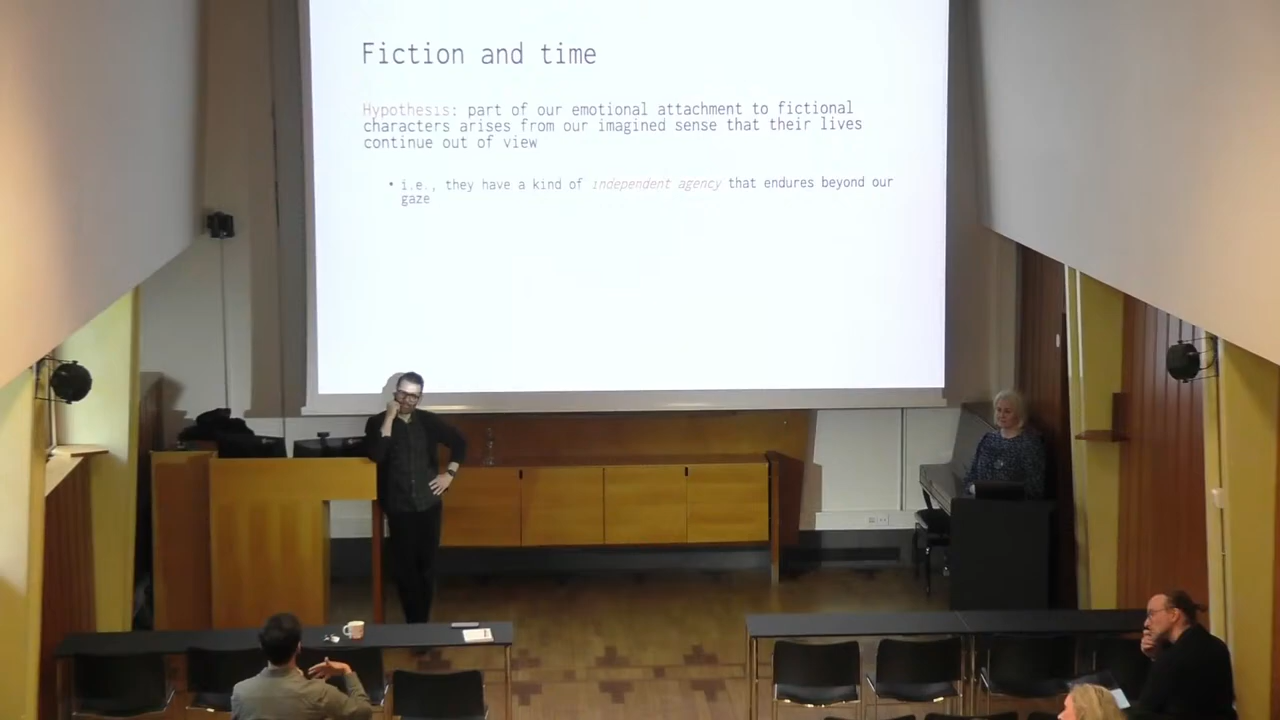 Fiction and time
Hypothesis: part of our emotional attachment to fictional
characters arises from our imagined sense that their lives
continue out of view
• i.e., they have a kind of independent agency that endures beyond our
gaze